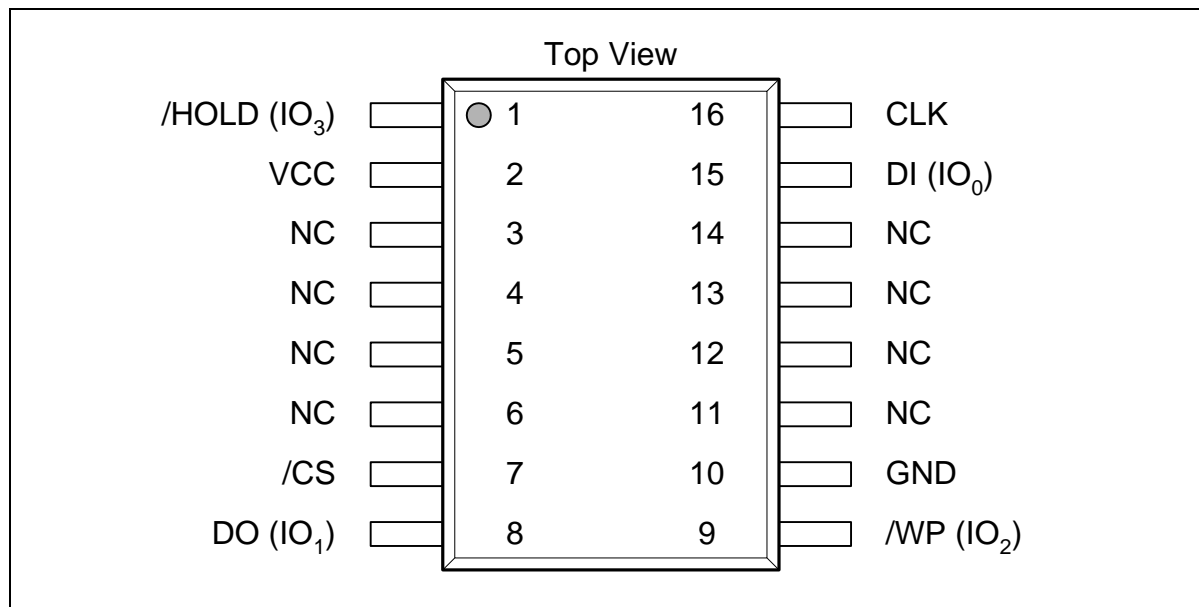 Top View
/HOLD (IO3) 1 16 CLK
VCC 2 15 DI (IO0)
NC 3 14 NC
NC 4 13 NC
NC 5 12 NC
NC 6 11 NC
/CS 7 10 GND
DO (IO1) 8 9 /WP (IO2)